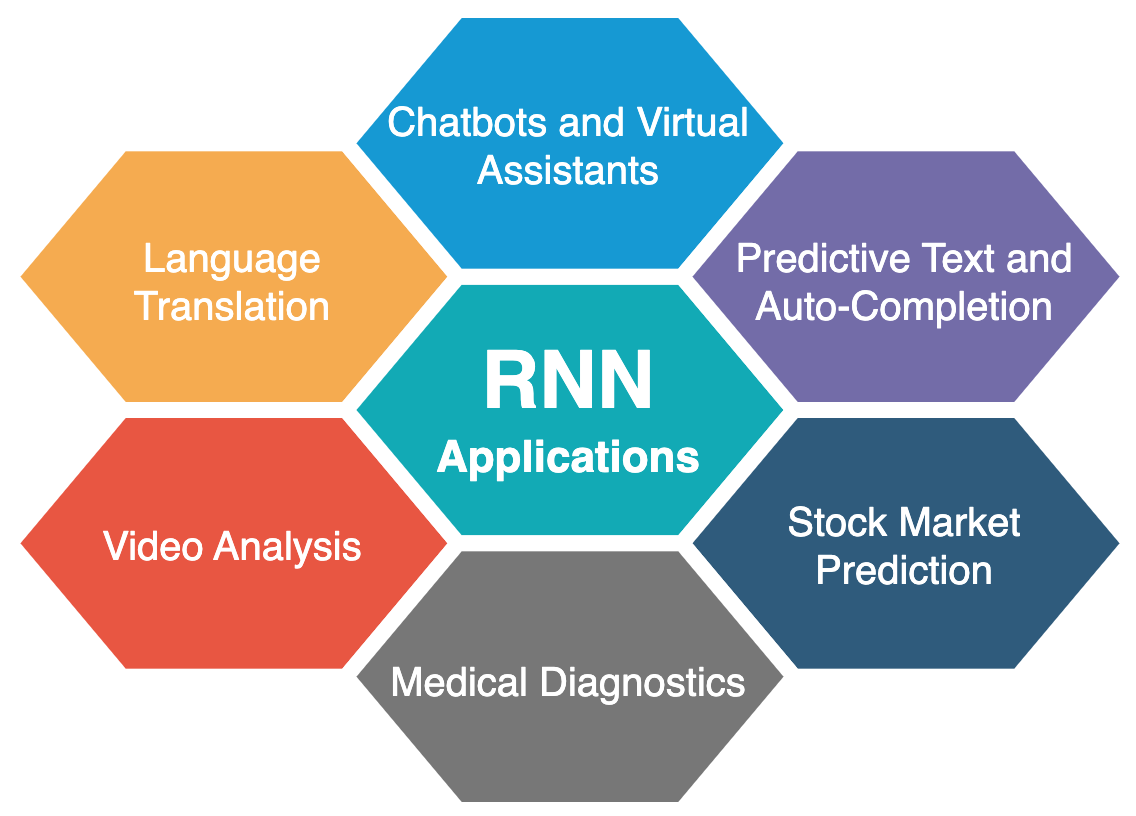 Chatbots and Virtual
Assistants
Language
Translation
Predictive Text and
Auto-Completion
RNN
Applications
Video Analysis
Stock Market
Prediction
Medical Diagnostics